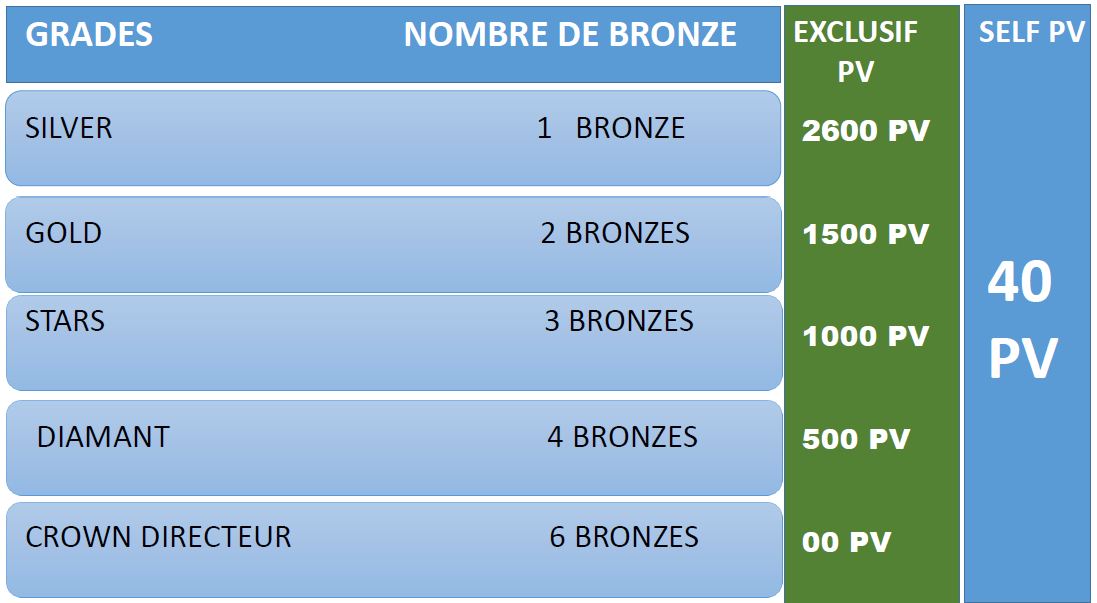 GRADES NOMBRE DE BRONZE EXCLUSIF PV SELF PV
SILVER 1 BRONZE 2600 PV
GOLD 2 BRONZES 1500 PV
STARS 3 BRONZES 1000 PV
DIAMANT 4 BRONZES 500 PV
CROWN DIRECTEUR 6 BRONZES 00 PV
40
PV